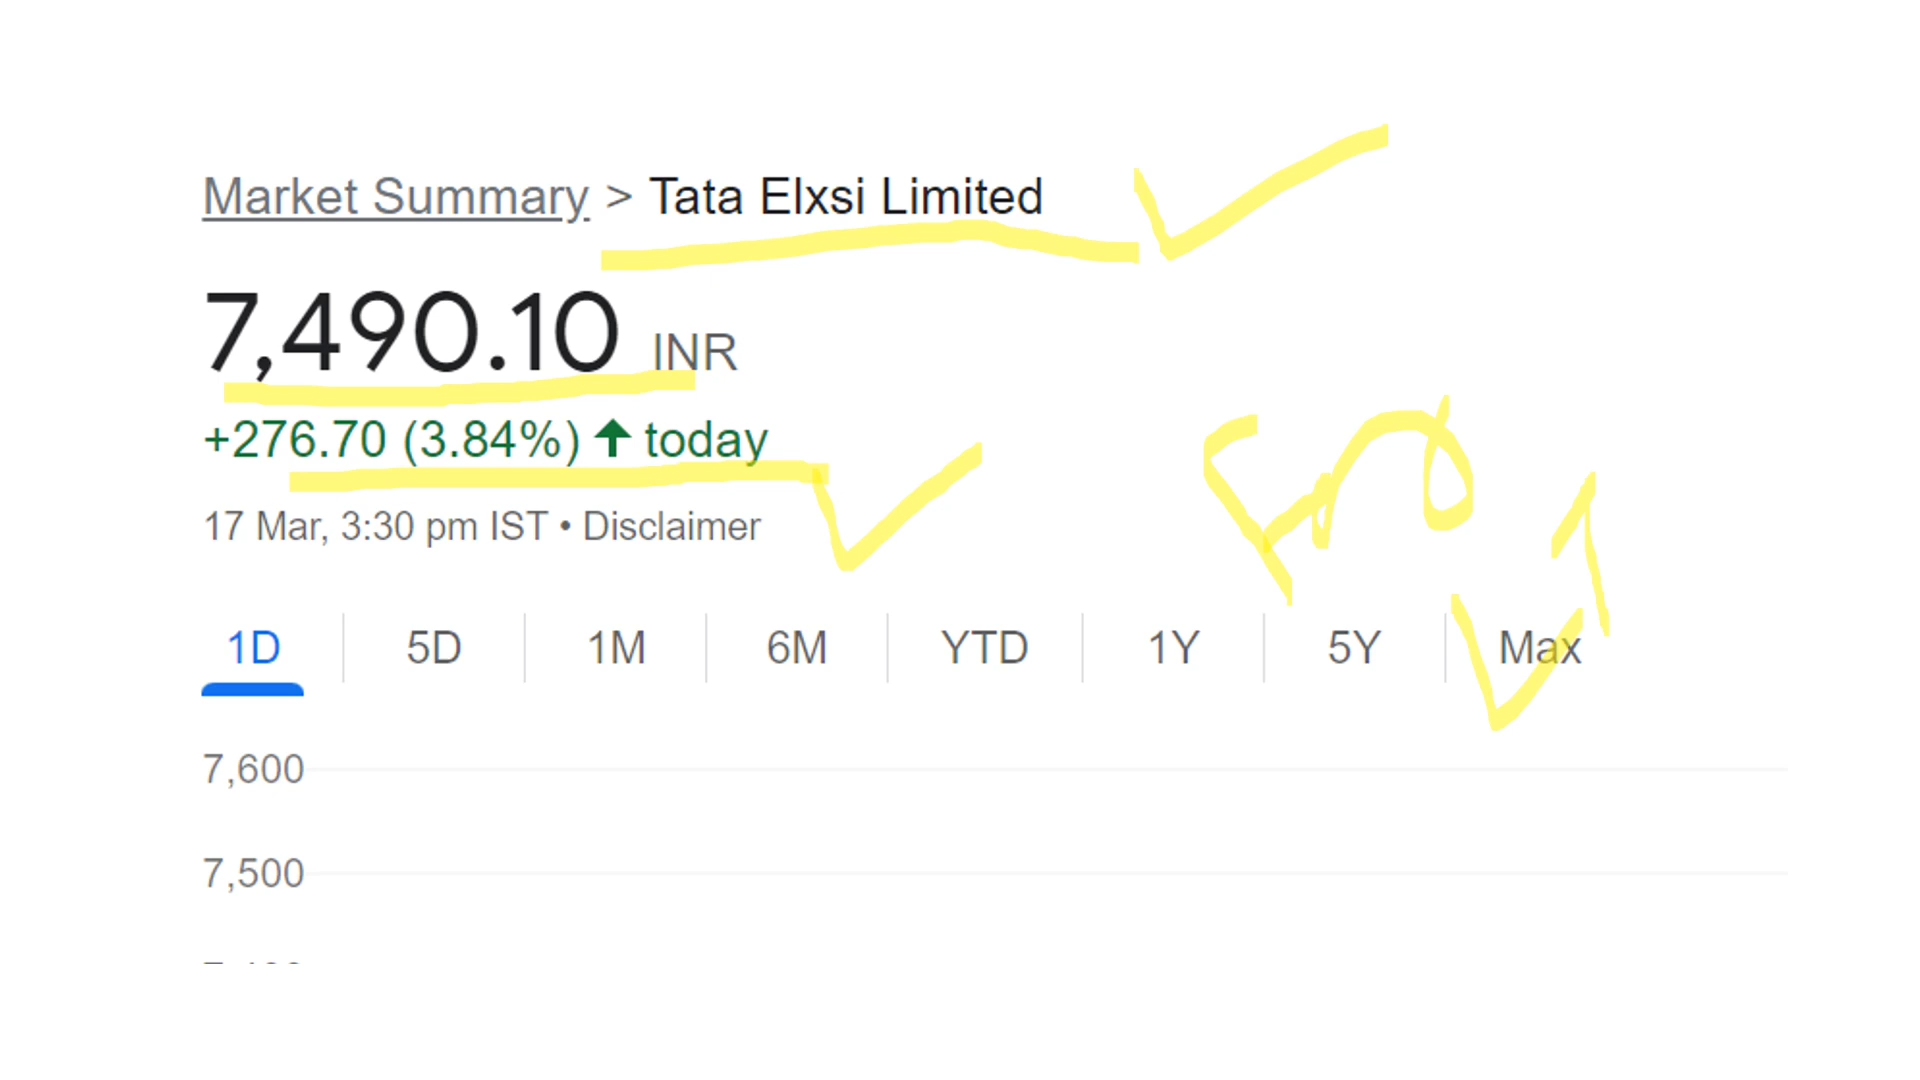 Market Summary > Tata Elxsi Limited
7,490.10 INR
+276.70 (3.84%) ↑ today
17 Mar, 3:30 pm IST • Disclaimer
1D 5D 1M 6M YTD 1Y 5Y Max
7,600
7,500